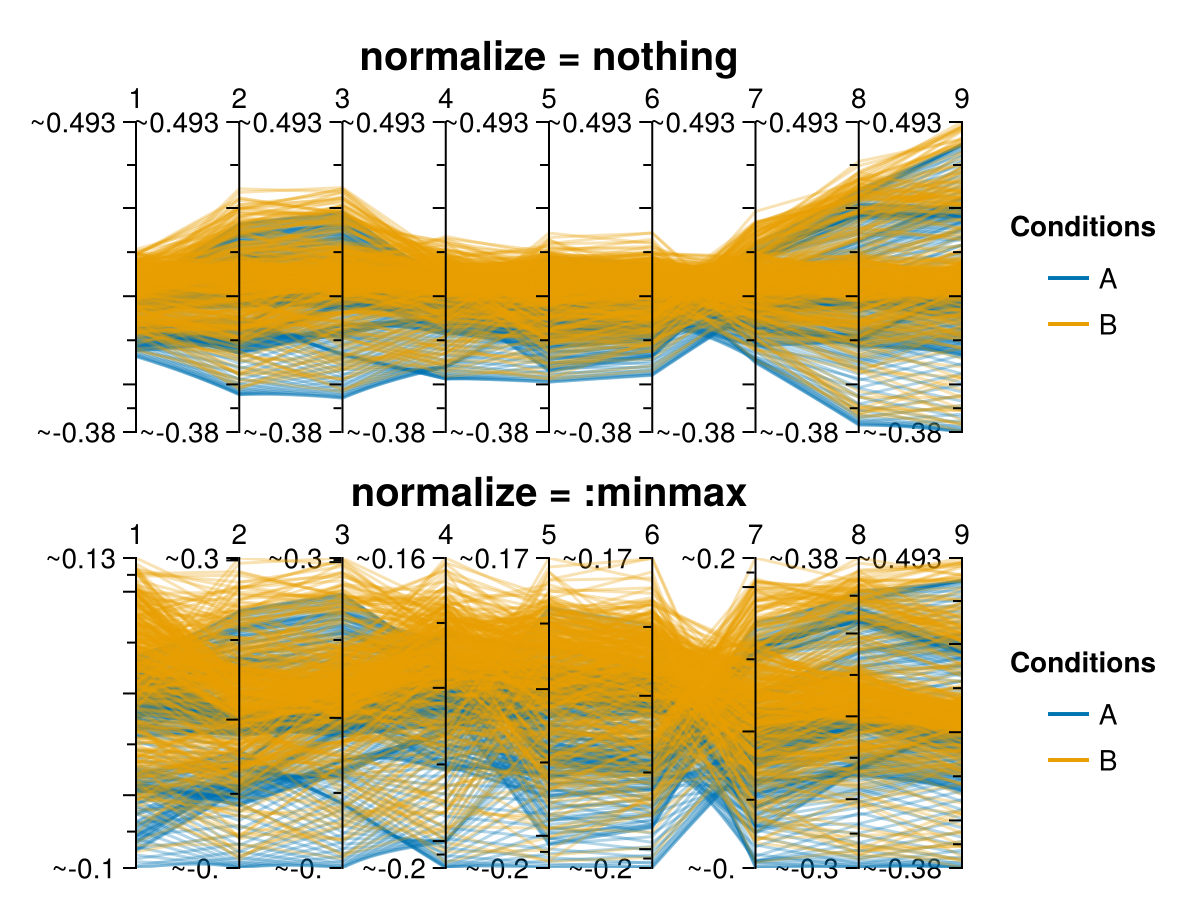 normalize = nothing
1 2 3 4 5 6 7 8 9
~0.493 ~0.493 ~0.493 ~0.493 ~0.493 ~0.493 ~0.493 ~0.493 ~0.493
Conditions
A
B
~-0.38 ~-0.38 ~-0.38 ~-0.38 ~-0.38 ~-0.38 ~-0.38 ~-0.38 ~-0.38
normalize = :minmax
1 2 3 4 5 6 7 8 9
~0.13 ~0.3 ~0.3 ~0.16 ~0.17 ~0.17 ~0.2 ~0.38 ~0.493
Conditions
A
B
~-0.1 ~-0. ~-0. ~-0.2 ~-0.2 ~-0.2 ~-0. ~-0.3 ~-0.38